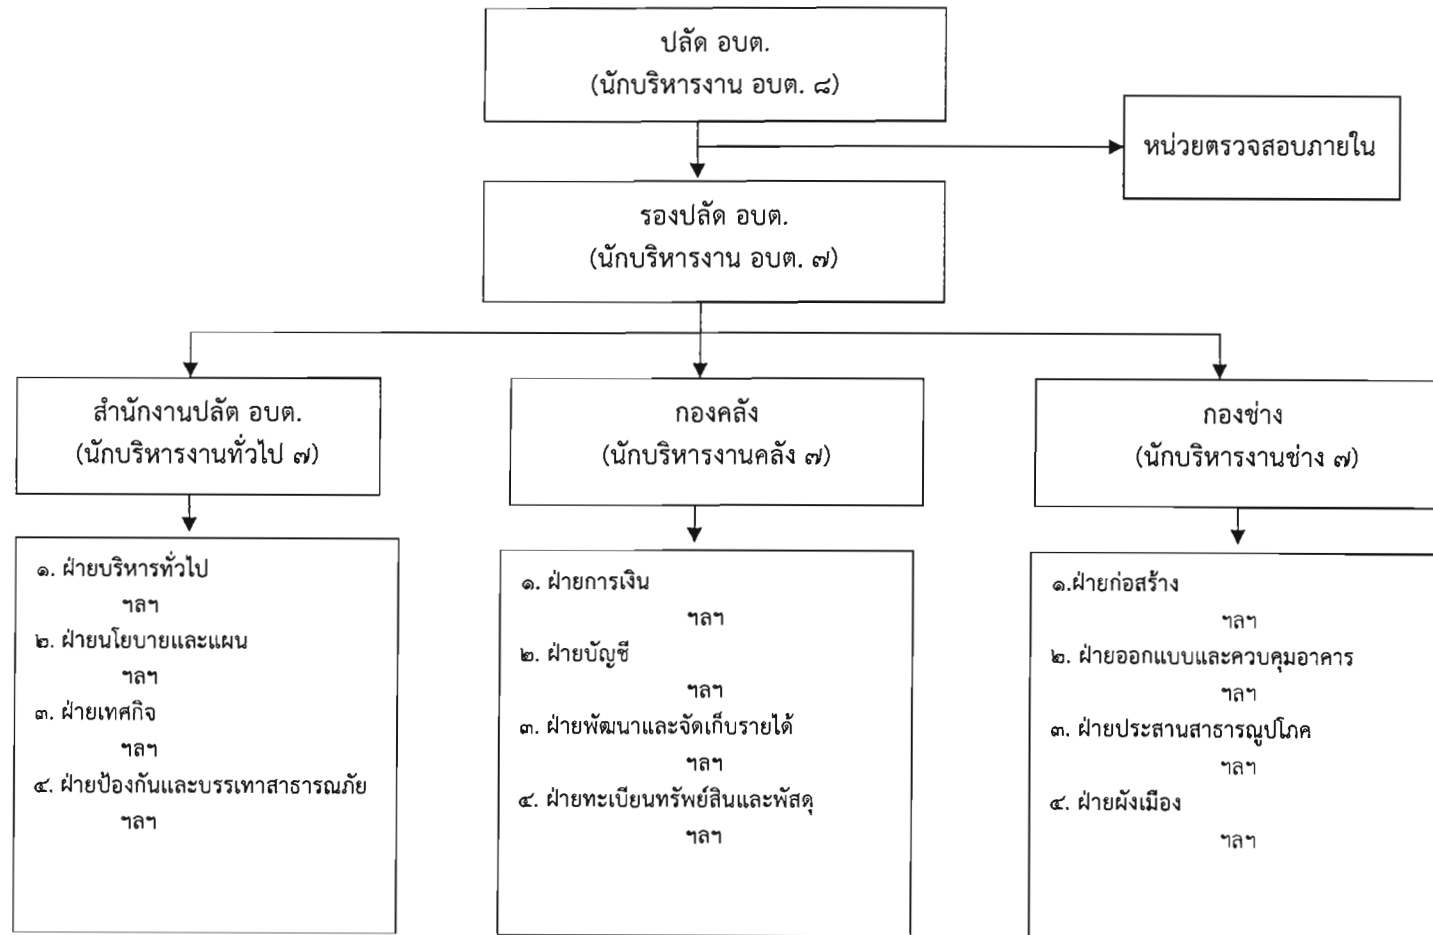 ปลัด อบต.
(นักบริหารงาน อบต. ๘)
หน่วยตรวจสอบภายใน
รองปลัด อบต.
(นักบริหารงาน อบต. ๗)
สำนักงานปลัด อบต.
(นักบริหารงานทั่วไป ๗)
กองคลัง
(นักบริหารงานคลัง ๗)
กองช่าง
(นักบริหารงานช่าง ๗)
๑. ฝ่ายบริหารทั่วไป
ฯลฯ
๒. ฝ่ายนโยบายและแผน
ฯลฯ
๓. ฝ่ายเทศกิจ
ฯลฯ
๔. ฝ่ายป้องกันและบรรเทาสาธารณภัย
ฯลฯ
๑. ฝ่ายการเงิน
ฯลฯ
๒. ฝ่ายบัญชี
ฯลฯ
๓. ฝ่ายพัฒนาและจัดเก็บรายได้
ฯลฯ
๔. ฝ่ายทะเบียนทรัพย์สินและพัสดุ
ฯลฯ
๑.ฝ่ายก่อสร้าง
ฯลฯ
๒. ฝ่ายออกแบบและควบคุมอาคาร
ฯลฯ
๓. ฝ่ายประสานสาธารณูปโภค
ฯลฯ
๔. ฝ่ายผังเมือง
ฯลฯ